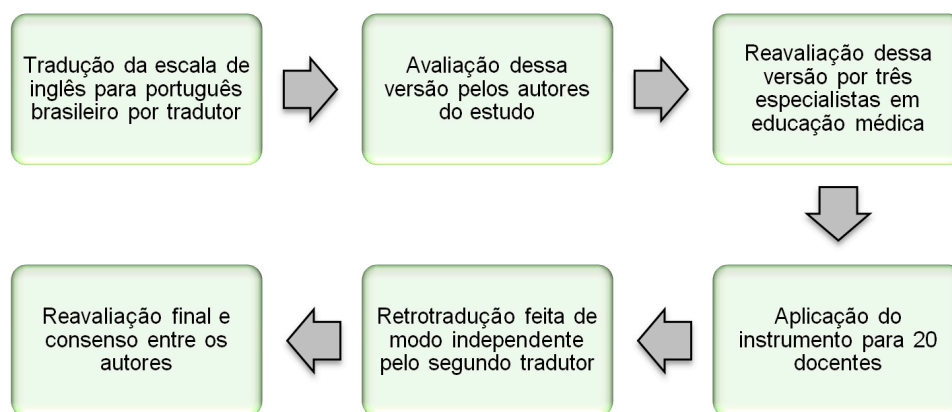 Tradução da escala de
inglês para português
brasileiro por tradutor
Avaliação dessa
versão pelos autores
do estudo
Reavaliação dessa
versão por três
especialistas em
educação médica
Aplicação do
instrumento para 20
docentes
Retrotradução feita de
modo independente
pelo segundo tradutor
Reavaliação final e
consenso entre os
autores